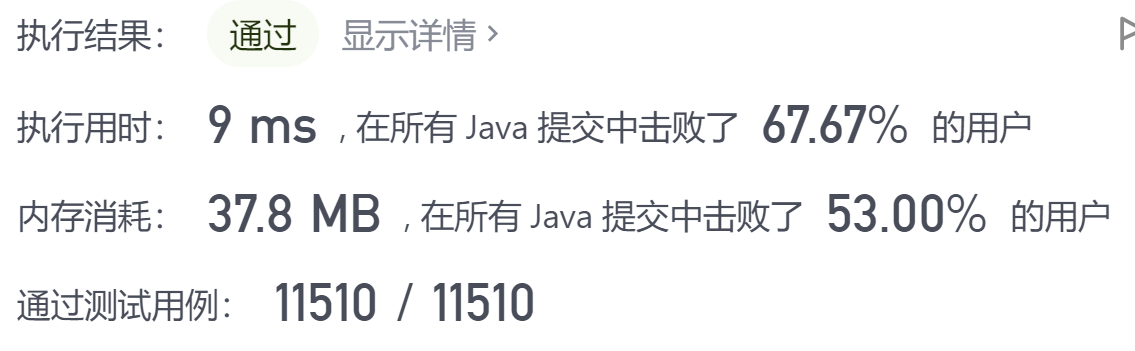 执行结果： 通过 显示详情 >
执行用时： 9 ms , 在所有 Java 提交中击败了 67.67% 的用户
内存消耗： 37.8 MB , 在所有 Java 提交中击败了 53.00% 的用户
通过测试用例： 11510 / 11510